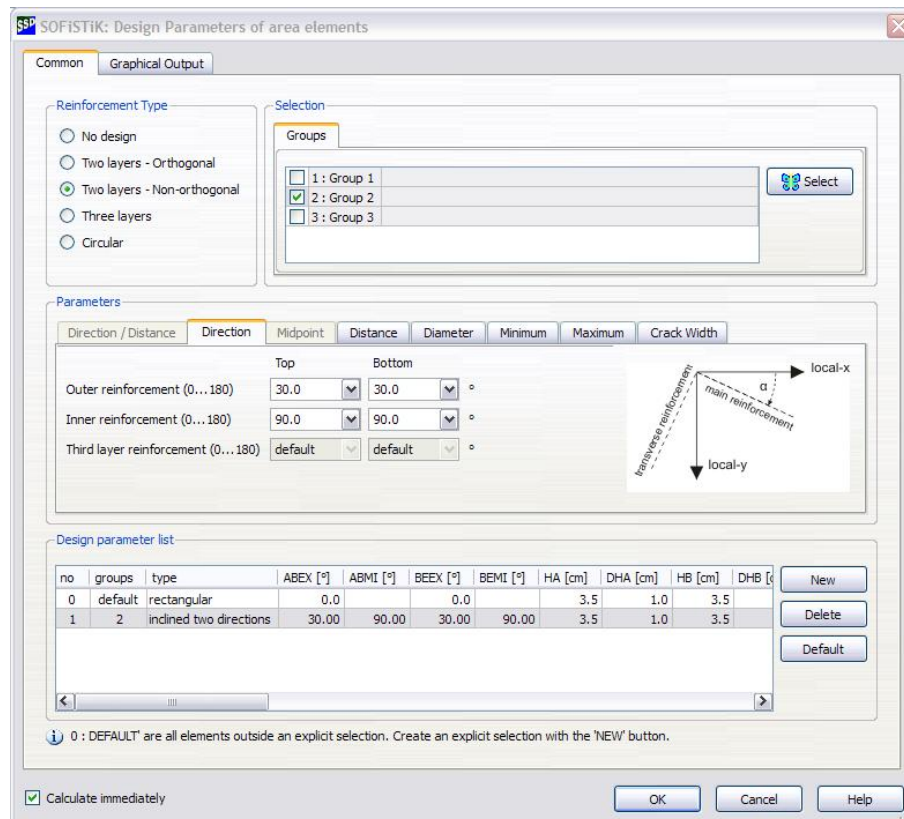 SSD SOFiSTiK: Design Parameters of area elements
Common Graphical Output
Reinforcement Type
No design
Two layers - Orthogonal
Two layers - Non-orthogonal
Three layers
Circular
Selection
Groups
1 : Group 1
2 : Group 2
3 : Group 3
Select
Parameters
Direction / Distance Direction Midpoint Distance Diameter Minimum Maximum Crack Width
Top Bottom
Outer reinforcement (0...180) 30.0 30.0 °
Inner reinforcement (0...180) 90.0 90.0 °
Third layer reinforcement (0...180) default default °
local-x
α
main reinforcement
transverse reinforcement
local-y
Design parameter list
no groups type ABEX [°] ABMI [°] BEEX [°] BEMI [°] HA [cm] DHA [cm] HB [cm] DHB [c
0 default rectangular 0.0 0.0 3.5 1.0 3.5
1 2 inclined two directions 30.00 90.00 30.00 90.00 3.5 1.0 3.5
New
Delete
Default
0 : DEFAULT' are all elements outside an explicit selection. Create an explicit selection with the 'NEW' button.
Calculate immediately
OK Cancel Help